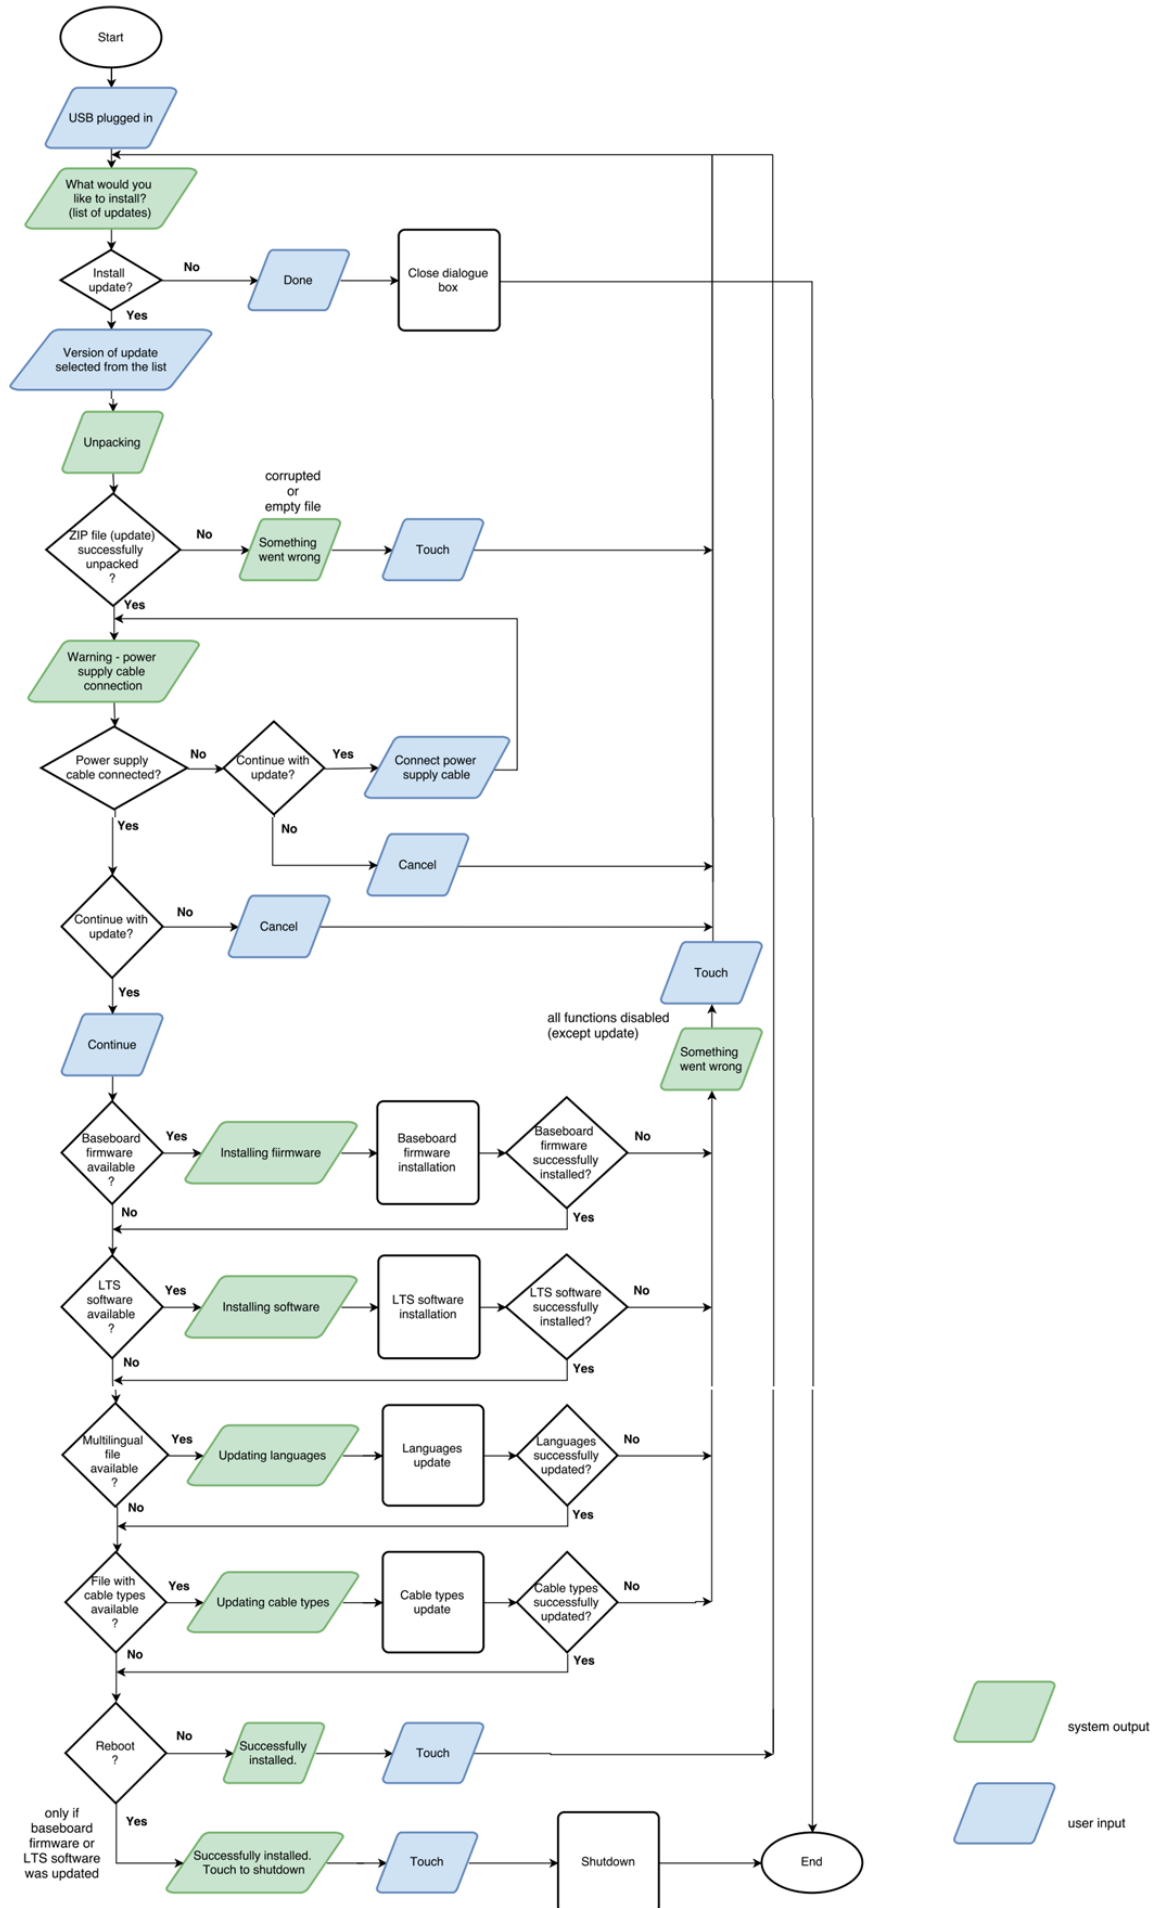 Start
USB plugged in
What would you
like to install?
(list of updates)
Install
update?
No
Done
Close dialogue
box
Yes
Version of update
selected from the list
Unpacking
corrupted
or
empty file
ZIP file (update)
successfully
unpacked
?
No
Something
went wrong
Touch
Yes
Warning - power
supply cable
connection
Power supply
cable connected?
No
Continue with
update?
Yes
Connect power
supply cable
Yes
No
Cancel
Continue with
update?
No
Cancel
Touch
Yes
all functions disabled
(except update)
Continue
Something
went wrong
Baseboard
firmware
available
?
Yes
Installing fiirmware
Baseboard
firmware
installation
Baseboard
firmware
successfully
installed?
No
No
Yes
LTS
software
available
?
Yes
Installing software
LTS software
installation
LTS software
successfully
installed?
No
No
Yes
Multilingual
file
available
?
Yes
Updating languages
Languages
update
Languages
successfully
updated?
No
No
Yes
File with
cable types
available
?
Yes
Updating cable types
Cable types
update
Cable types
successfully
updated?
No
No
Yes
Reboot
?
No
Successfully
installed.
Touch
system output
only if
baseboard
firmware or
LTS software
was updated
Yes
Successfully installed.
Touch to shutdown
Touch
Shutdown
End
user input